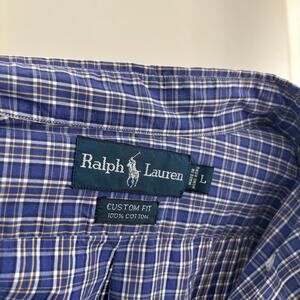 Ralph Lauren
L
CUSTOM FIT
100% COTTON